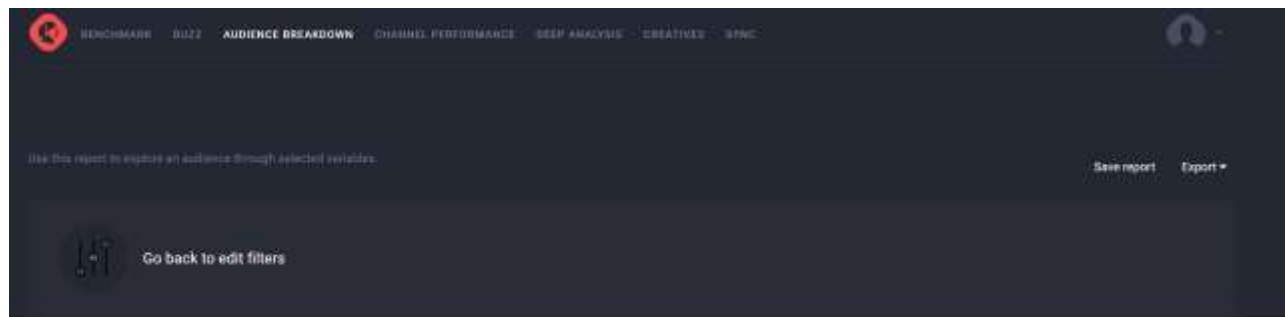 BENCHMARK BUZZ AUDIENCE BREAKDOWN CHANNEL PERFORMANCE DEEP ANALYSIS CREATIVES SYNC
Use this report to explore an audience through selected variables.
Save report Export
Go back to edit filters